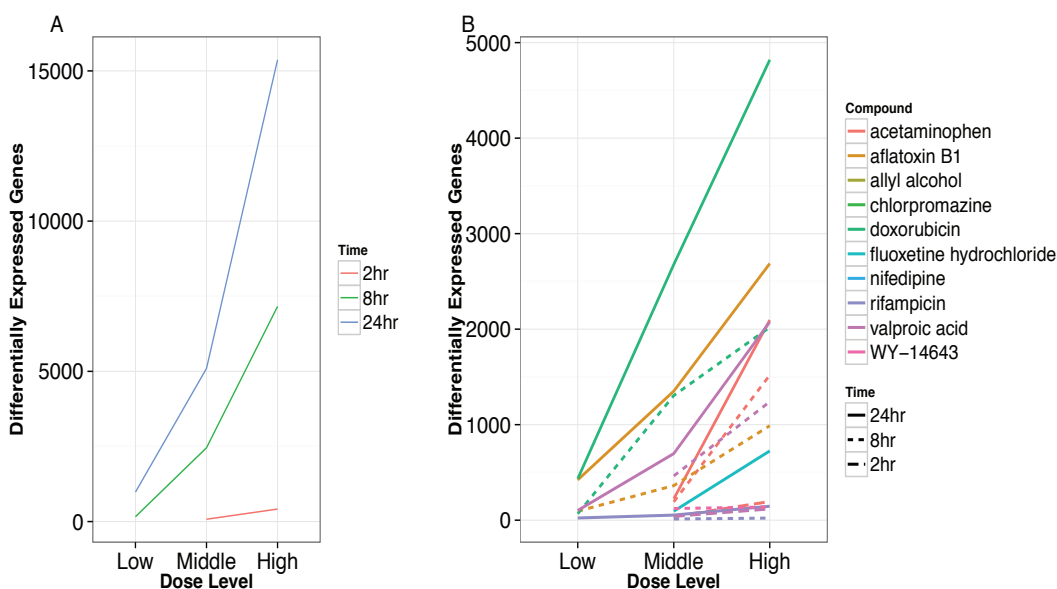 A
Differentially Expressed Genes
15000
10000
5000
0
Low Middle High
Dose Level
Time
2hr
8hr
24hr
B
Differentially Expressed Genes
5000
4000
3000
2000
1000
0
Low Middle High
Dose Level
Compound
acetaminophen
aflatoxin B1
allyl alcohol
chlorpromazine
doxorubicin
fluoxetine hydrochloride
nifedipine
rifampicin
valproic acid
WY−14643
Time
24hr
8hr
2hr